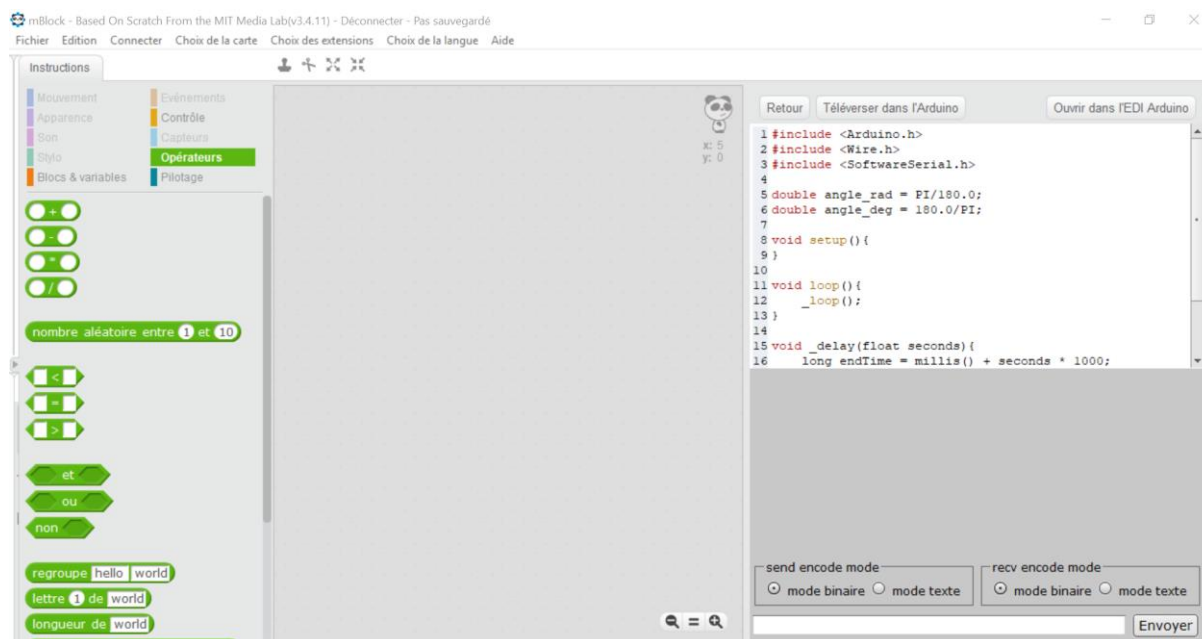 mBlock - Based On Scratch From the MIT Media Lab(v3.4.11) - Déconnecter - Pas sauvegardé
Fichier Edition Connecter Choix de la carte Choix des extensions Choix de la langue Aide
Instructions
Mouvement Evénements
Apparence Contrôle
Son Capteurs
Stylo Opérateurs
Blocs & variables Pilotage
+
-
*
/
nombre aléatoire entre 1 et 10
<
=
>
et
ou
non
regroupe hello world
lettre 1 de world
longueur de world
x: 5
y: 0
Retour Téléverser dans l'Arduino Ouvrir dans l'EDI Arduino
1 #include <Arduino.h>
2 #include <Wire.h>
3 #include <SoftwareSerial.h>
4
5 double angle_rad = PI/180.0;
6 double angle_deg = 180.0/PI;
7
8 void setup(){
9 }
10
11 void loop(){
12 _loop();
13 }
14
15 void _delay(float seconds){
16 long endTime = millis() + seconds * 1000;
send encode mode recv encode mode
mode binaire mode texte mode binaire mode texte
Envoyer